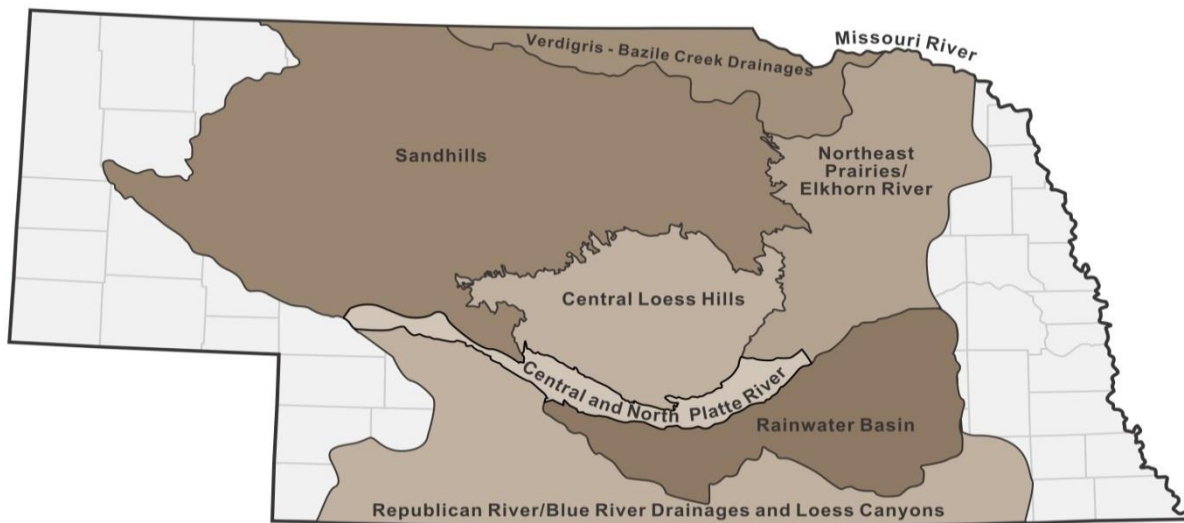 Missouri River
Verdigris - Bazile Creek Drainages
Sandhills
Northeast
Prairies/
Elkhorn River
Central Loess Hills
Central and North Platte River
Rainwater Basin
Republican River/Blue River Drainages and Loess Canyons